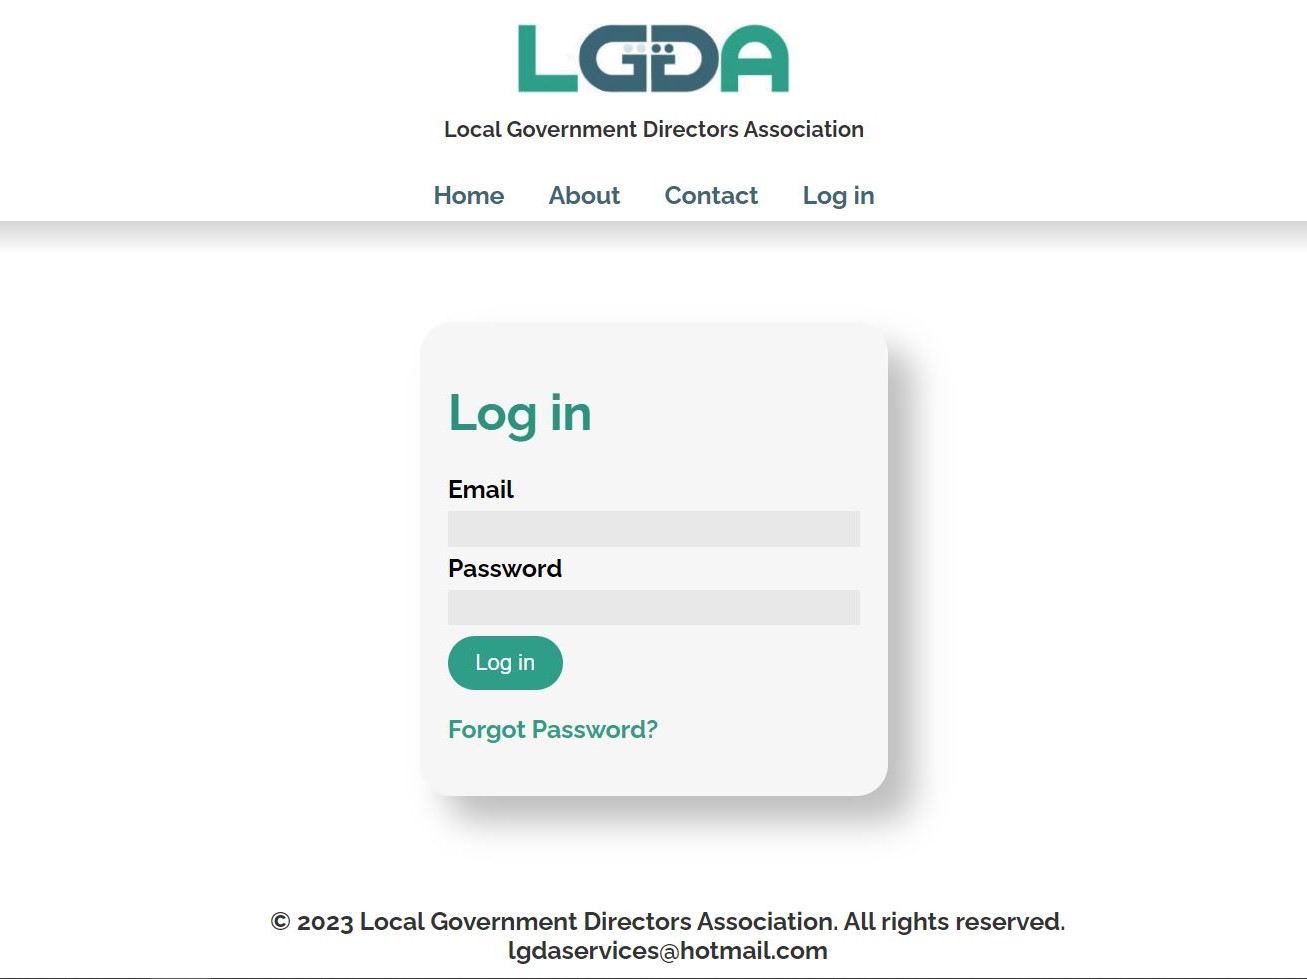 LGDA
Local Government Directors Association
Home About Contact Log in
Log in
Email
Password
Log in
Forgot Password?
© 2023 Local Government Directors Association. All rights reserved.
lgdaservices@hotmail.com